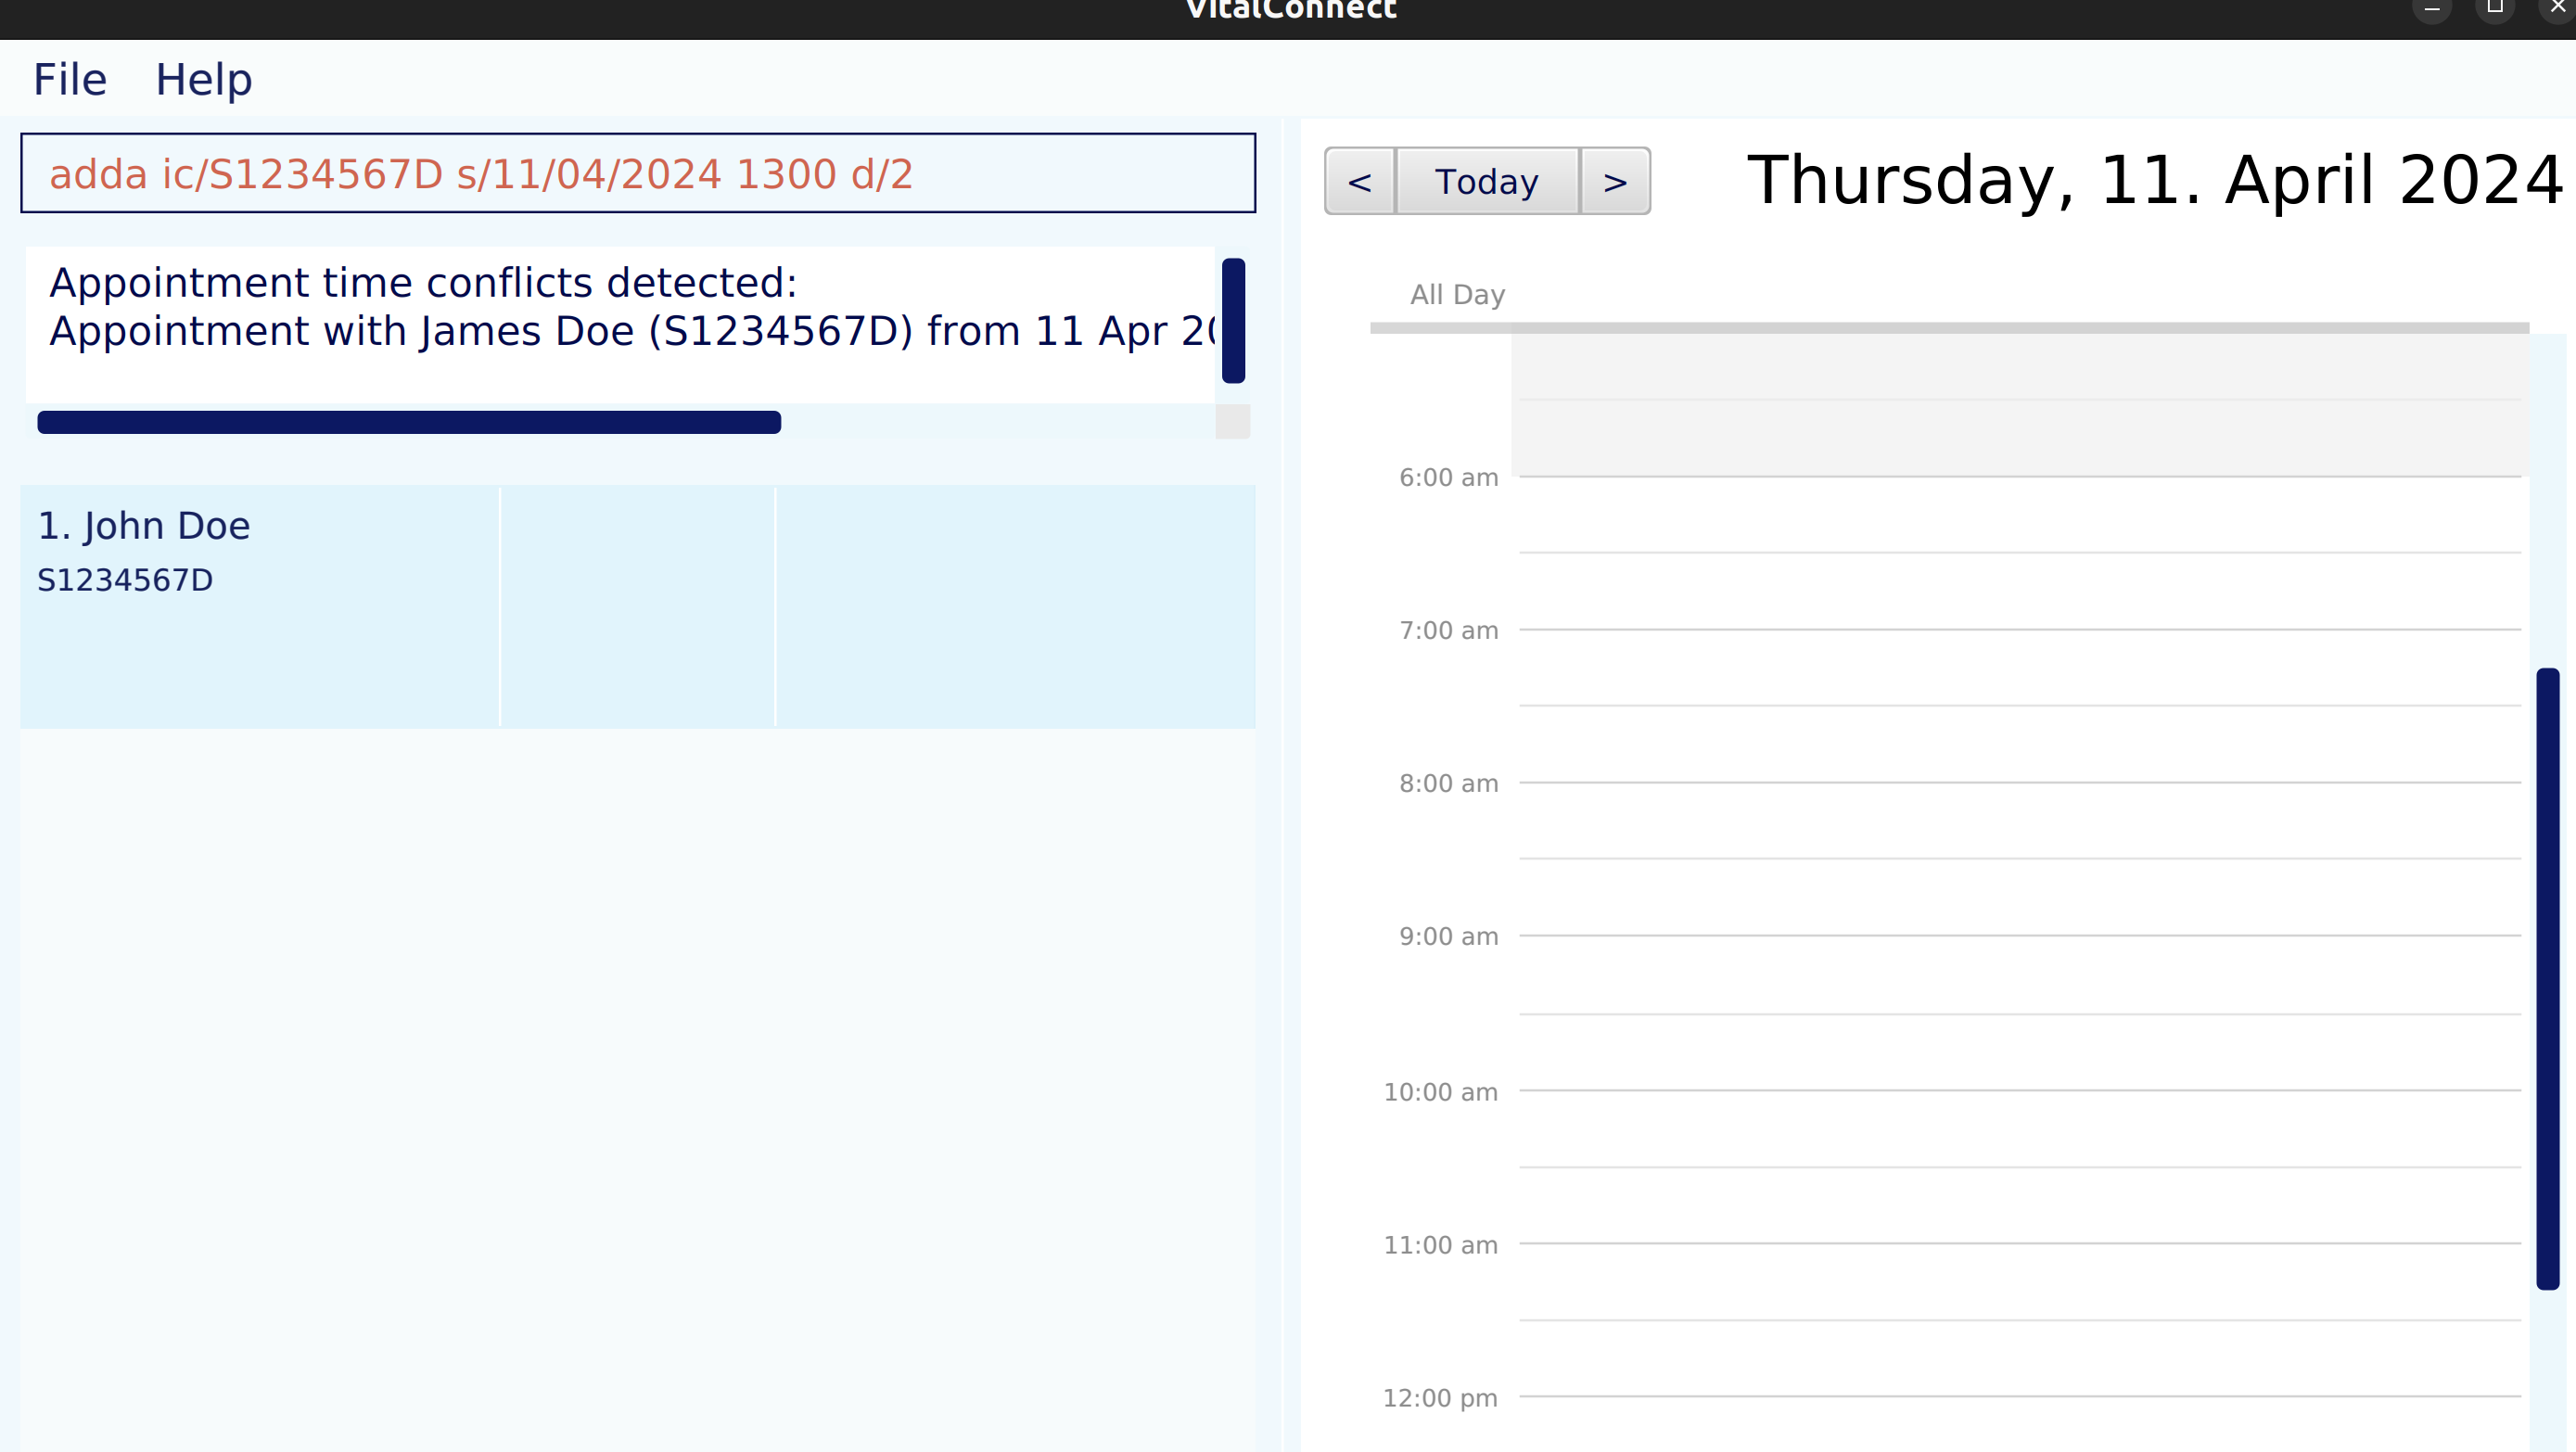 VitalConnect
File Help
adda ic/S1234567D s/11/04/2024 1300 d/2
Appointment time conflicts detected:
Appointment with James Doe (S1234567D) from 11 Apr
1. John Doe
S1234567D
< Today >
Thursday, 11. April 2024
All Day
6:00 am
7:00 am
8:00 am
9:00 am
10:00 am
11:00 am
12:00 pm